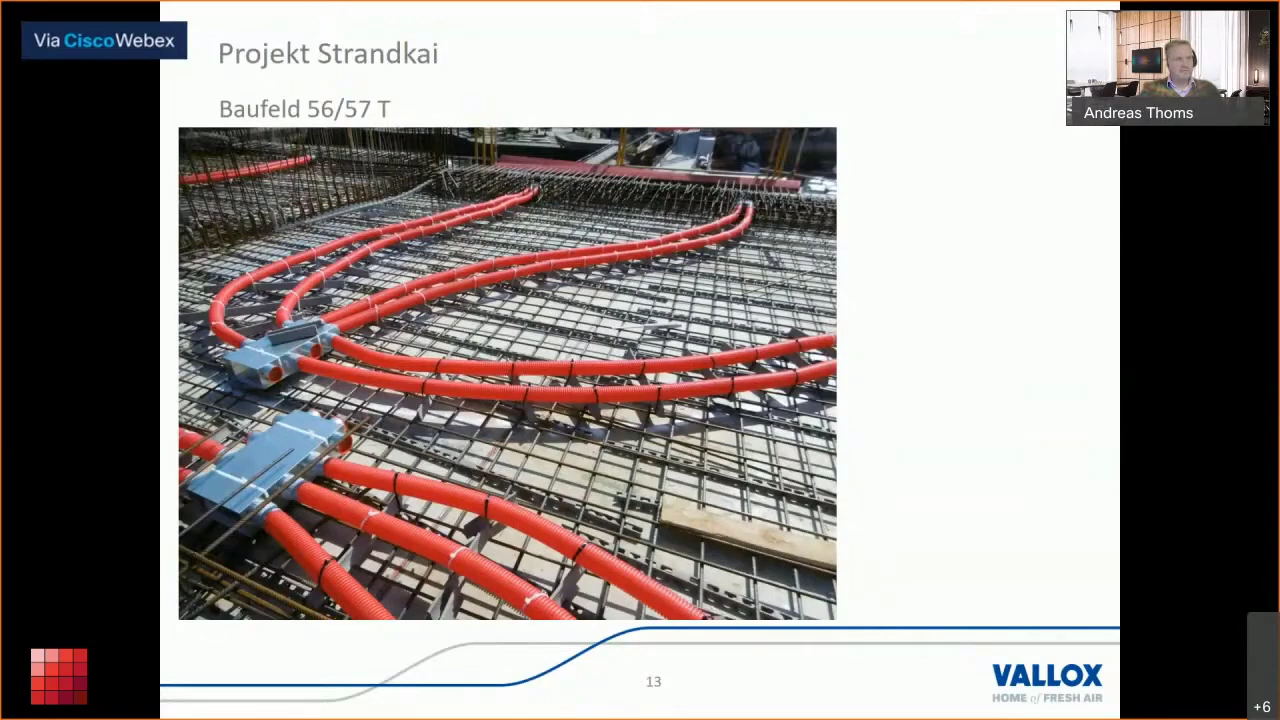 Via CiscoWebex
Projekt Strandkai
Baufeld 56/57 T
Andreas Thoms
13
VALLOX
HOME of FRESH AIR
+6